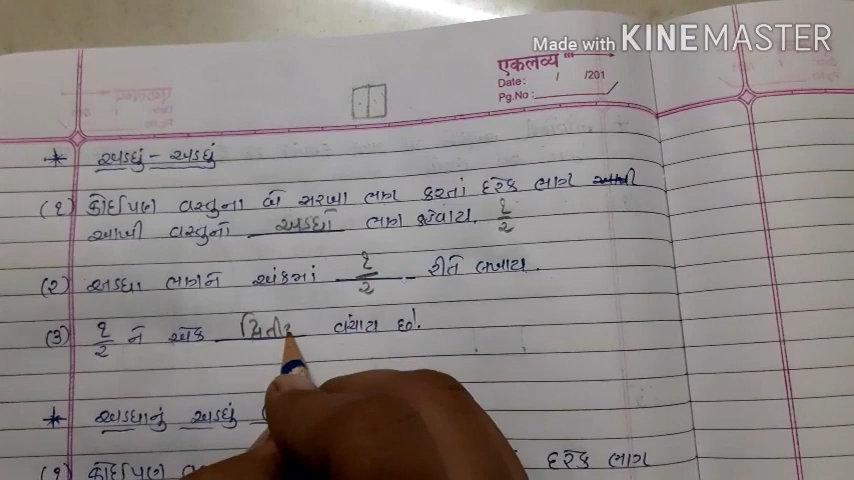 Made with KINEMASTER
एकलव्य
Date: / /201
Pg.No:
* અડધું - અડધું
(૧) કોઈપણ વસ્તુના બે સરખા ભાગ કરતાં દરેક ભાગ
આખી વસ્તુનો અડધો ભાગ કહેવાય. ૧/૨
(૨) અડધા ભાગને અંકમાં ૧/૨ રીતે લખાય.
(૩) ૧/૨ ને એક વંચાય છે.
* અડધાનું અડધું
(૧) કોઈપણ દરેક ભાગ